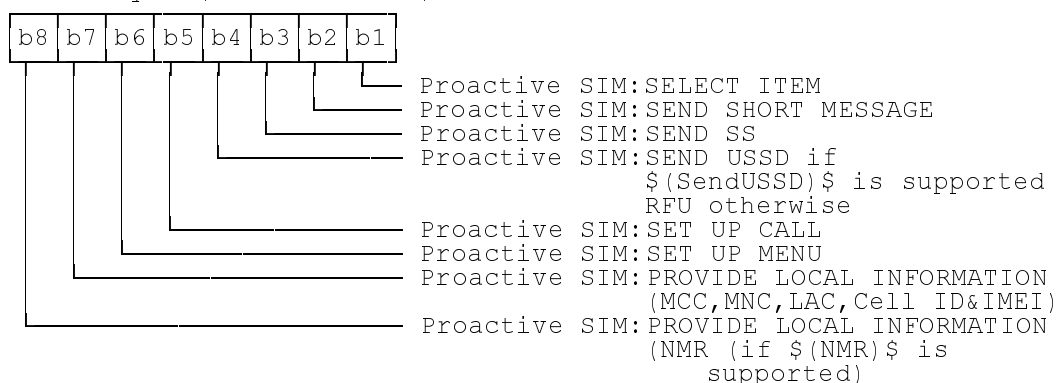 b8 b7 b6 b5 b4 b3 b2 b1
Proactive SIM:SELECT ITEM
Proactive SIM:SEND SHORT MESSAGE
Proactive SIM:SEND SS
Proactive SIM:SEND USSD if
$(SendUSSD)$ is supported
RFU otherwise
Proactive SIM:SET UP CALL
Proactive SIM:SET UP MENU
Proactive SIM:PROVIDE LOCAL INFORMATION
(MCC,MNC,LAC,Cell ID&IMEI)
Proactive SIM:PROVIDE LOCAL INFORMATION
(NMR (if $(NMR)$ is
supported)